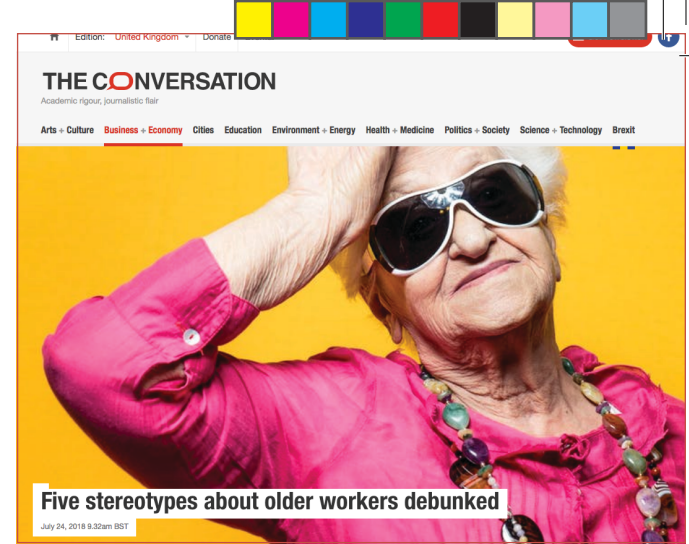 Edition: United Kingdom
Donate
THE CONVERSATION
Academic rigour, journalistic flair
Arts + Culture Business + Economy Cities Education Environment + Energy Health + Medicine Politics + Society Science + Technology Brexit
Five stereotypes about older workers debunked
July 24, 2018 9.32am BST